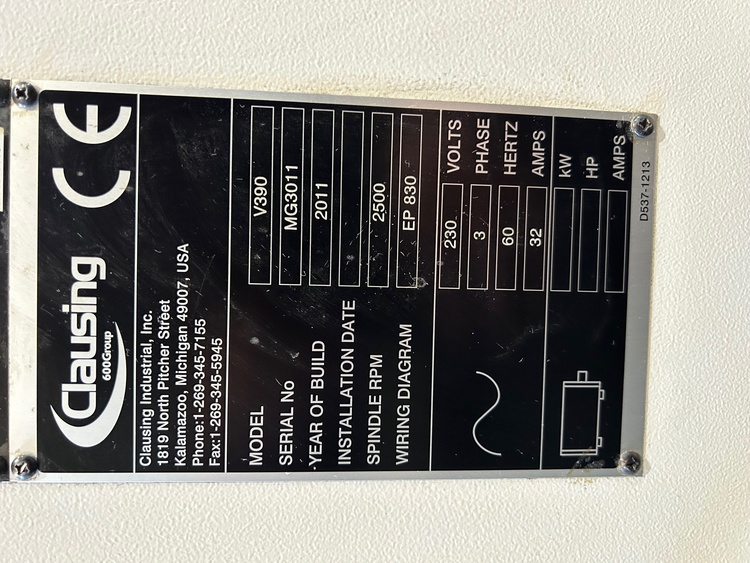 Clausing
600Group
CE
Clausing Industrial, Inc.
1819 North Pitcher Street
Kalamazoo, Michigan 49007, USA
Phone:1-269-345-7155
Fax:1-269-345-5945
MODEL V390
SERIAL No MG3011
YEAR OF BUILD 2011
INSTALLATION DATE
SPINDLE RPM 2500
WIRING DIAGRAM EP 830
230 VOLTS
3 PHASE
60 HERTZ
32 AMPS
kW
HP
AMPS
D537-1213